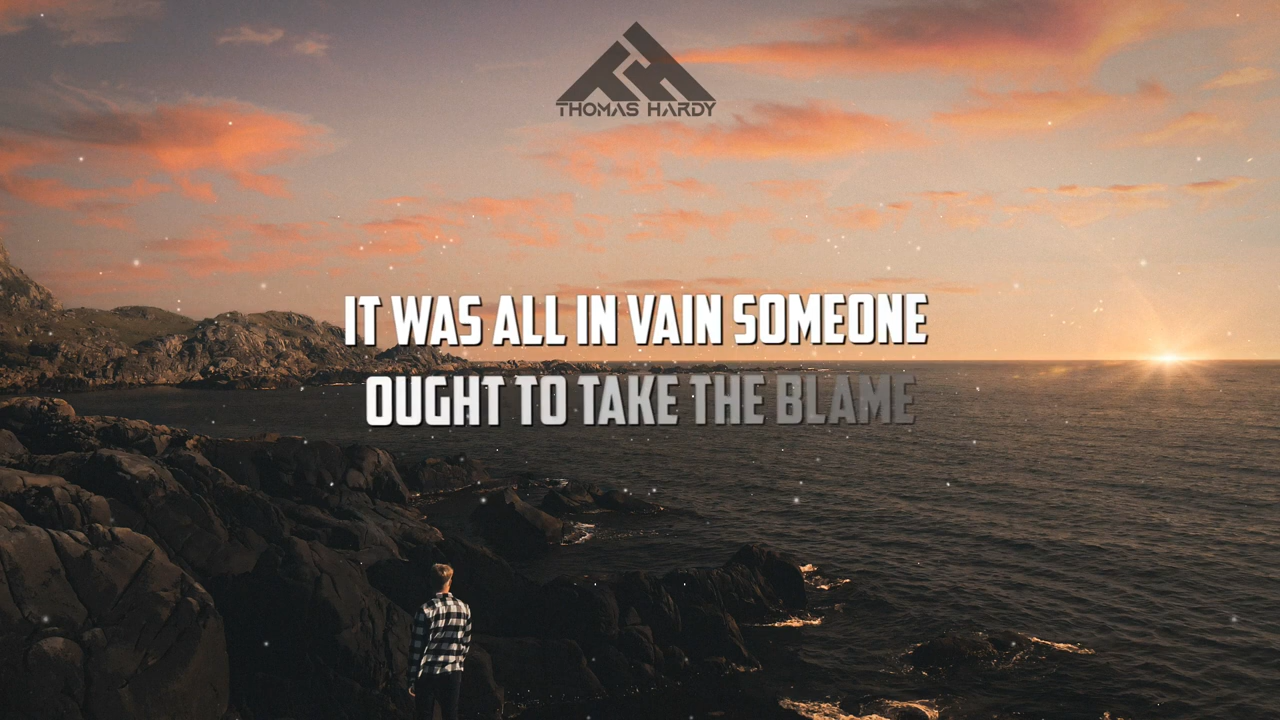 THOMAS HARDY
IT WAS ALL IN VAIN SOMEONE
OUGHT TO TAKE THE BLAME